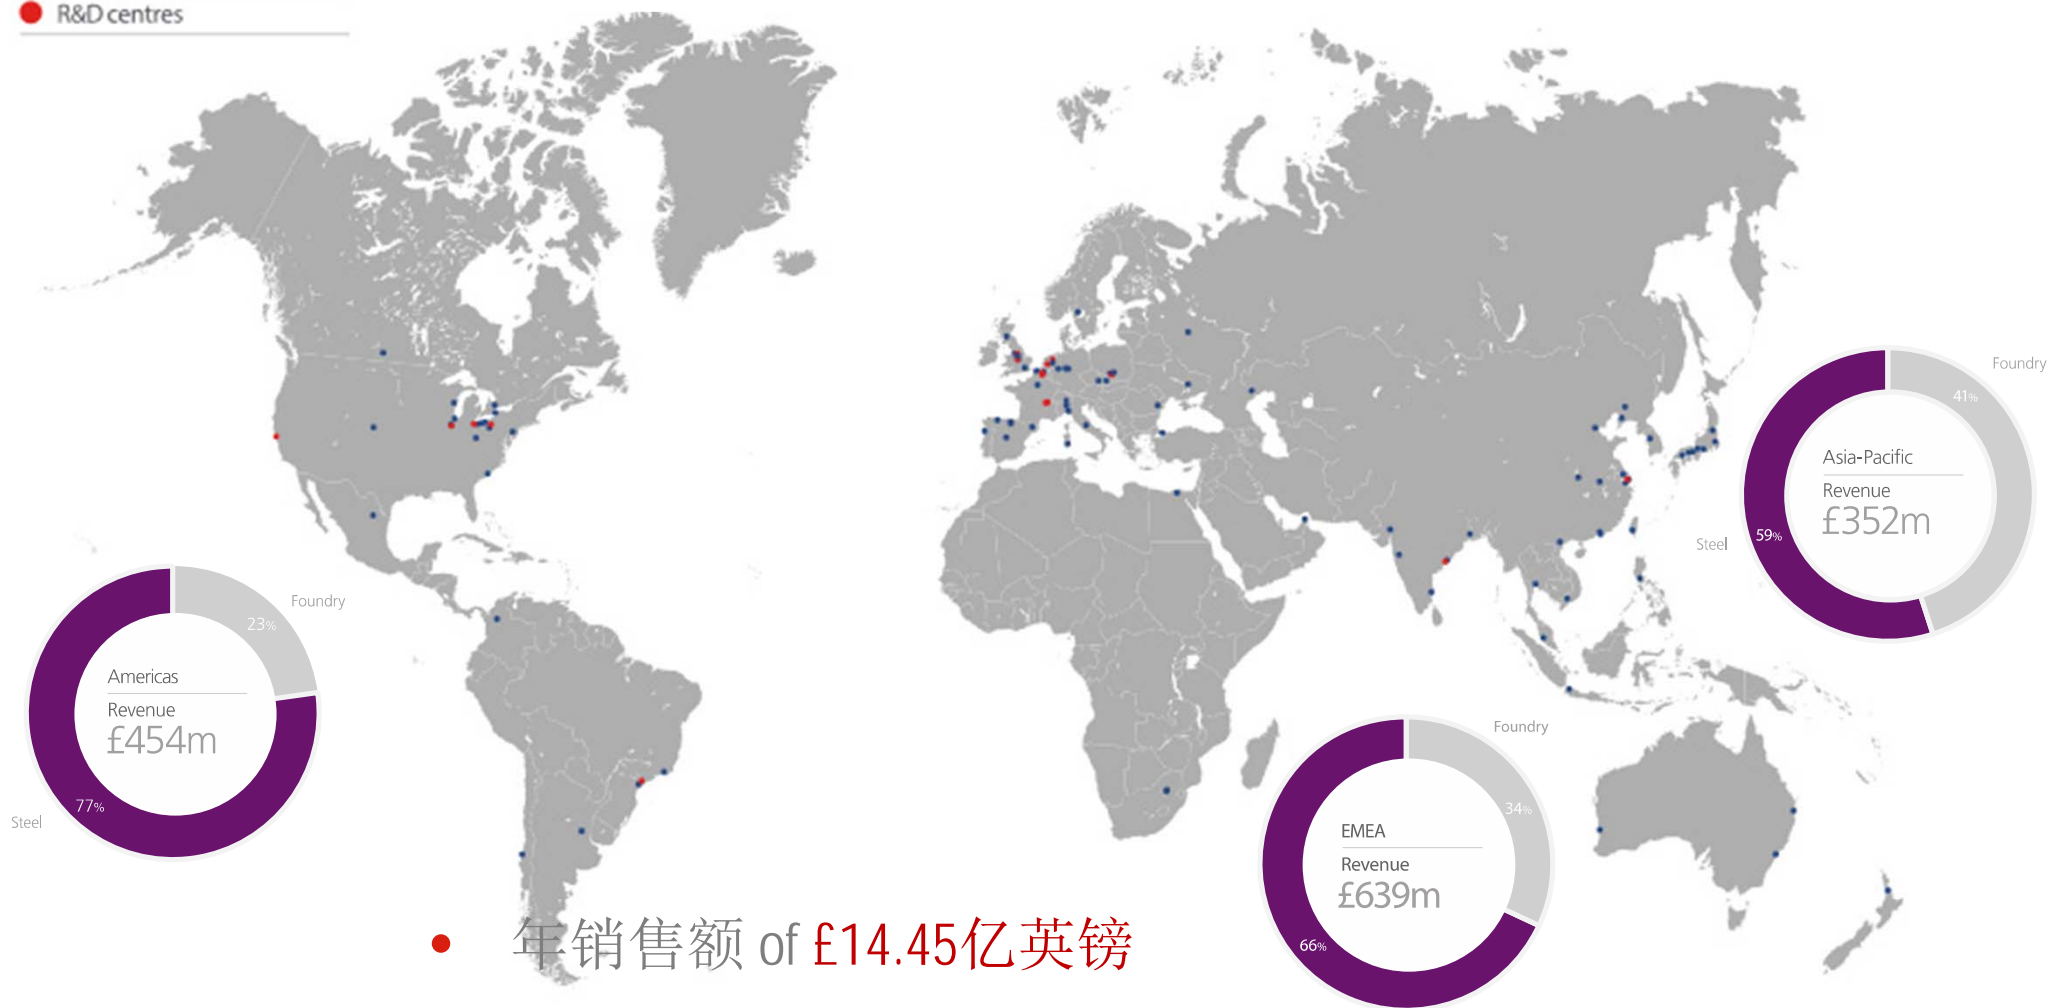 R&D centres
Foundry
41%
Asia-Pacific
Revenue
£352m
59%
Steel
Foundry
23%
Americas
Revenue
£454m
77%
Steel
Foundry
34%
EMEA
Revenue
£639m
66%
年销售额 of £14.45亿英镑